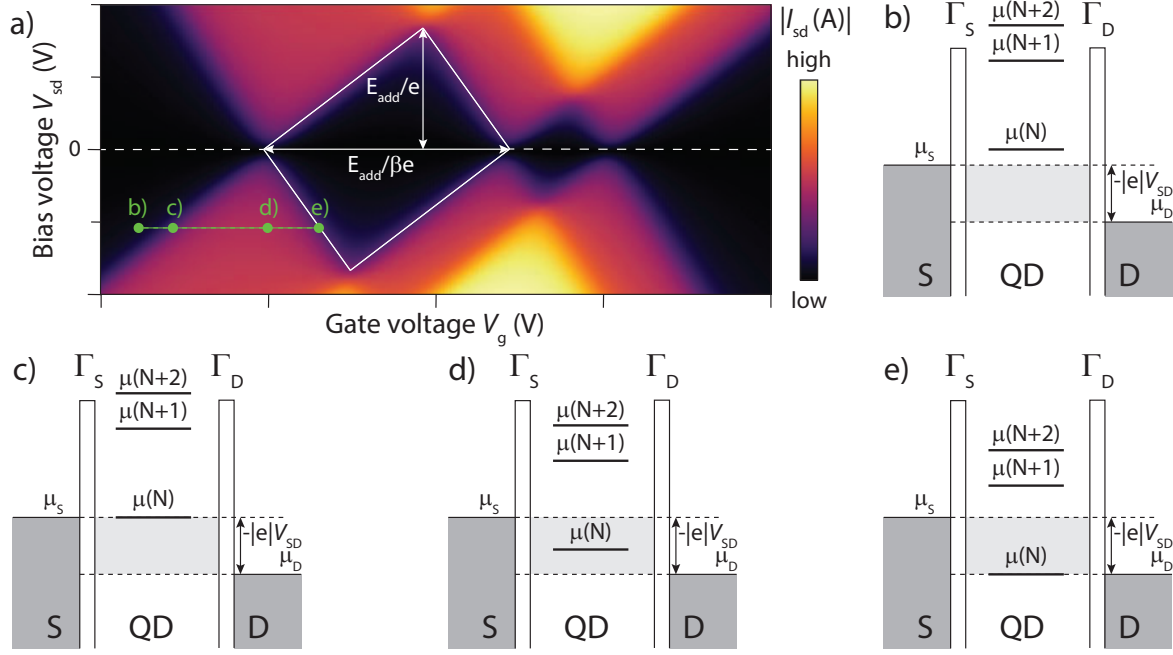 a)
Bias voltage V_sd (V)
0
E_add/e
E_add/βe
b) c) d) e)
Gate voltage V_g (V)
|I_sd (A)|
high
low
b)
Γ_S Γ_D
μ(N+2)
μ(N+1)
μ(N)
μ_S
-|e|V_SD
μ_D
S QD D
c)
Γ_S Γ_D
μ(N+2)
μ(N+1)
μ(N)
μ_S
-|e|V_SD
μ_D
S QD D
d)
Γ_S Γ_D
μ(N+2)
μ(N+1)
μ_S
μ(N)
-|e|V_SD
μ_D
S QD D
e)
Γ_S Γ_D
μ(N+2)
μ(N+1)
μ_S
-|e|V_SD
μ(N)
μ_D
S QD D